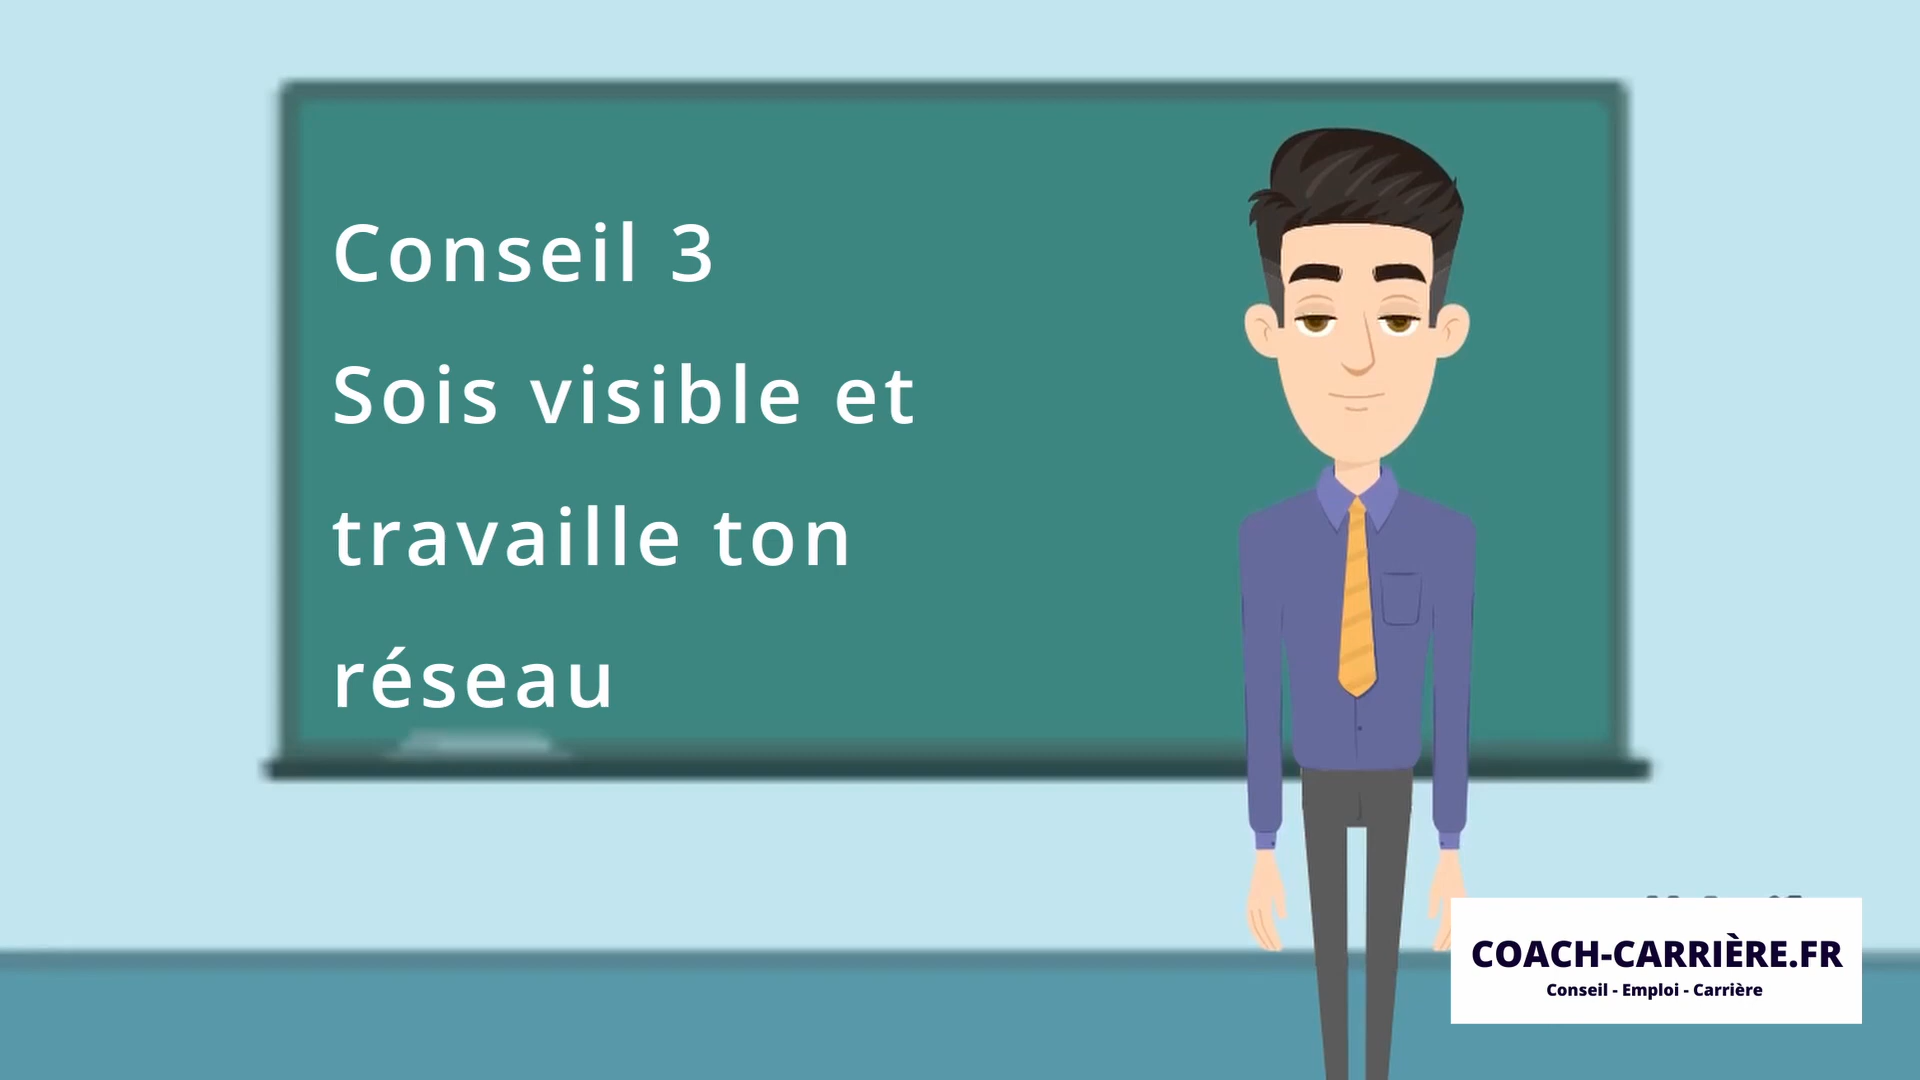 Conseil 3
Sois visible et
travaille ton
réseau
COACH-CARRIÈRE.FR
Conseil - Emploi - Carrière